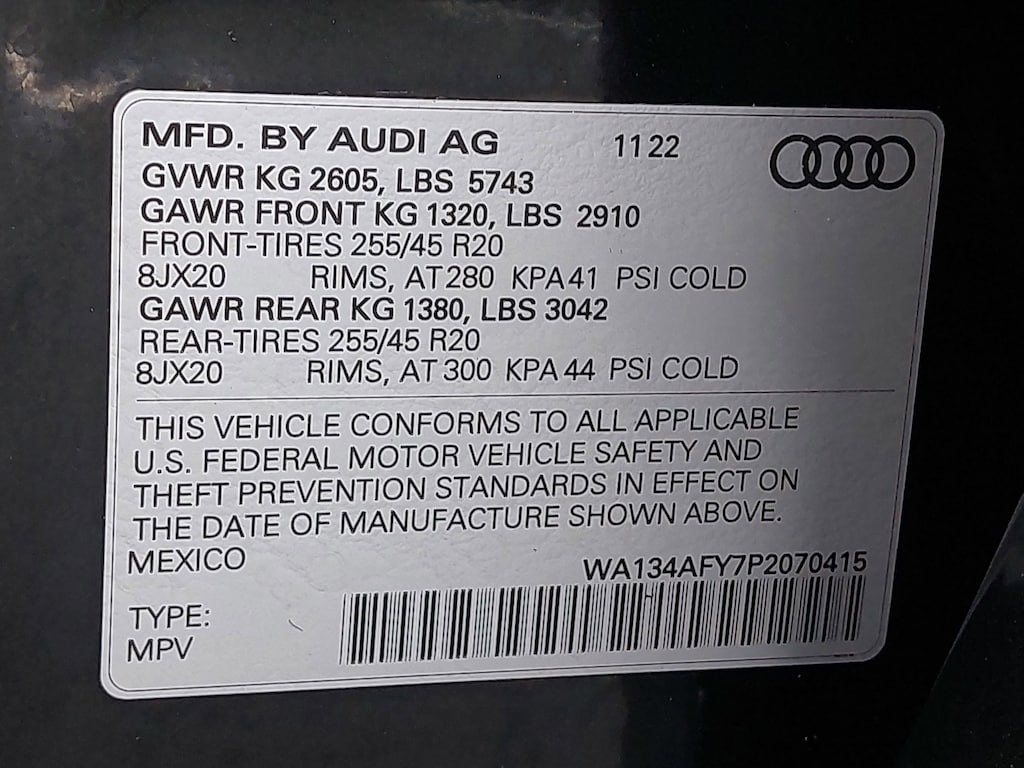 MFD. BY AUDI AG 11 22
GVWR KG 2605, LBS 5743
GAWR FRONT KG 1320, LBS 2910
FRONT-TIRES 255/45 R20
8JX20 RIMS, AT 280 KPA 41 PSI COLD
GAWR REAR KG 1380, LBS 3042
REAR-TIRES 255/45 R20
8JX20 RIMS, AT 300 KPA 44 PSI COLD
THIS VEHICLE CONFORMS TO ALL APPLICABLE
U.S. FEDERAL MOTOR VEHICLE SAFETY AND
THEFT PREVENTION STANDARDS IN EFFECT ON
THE DATE OF MANUFACTURE SHOWN ABOVE.
MEXICO WA134AFY7P2070415
TYPE:
MPV